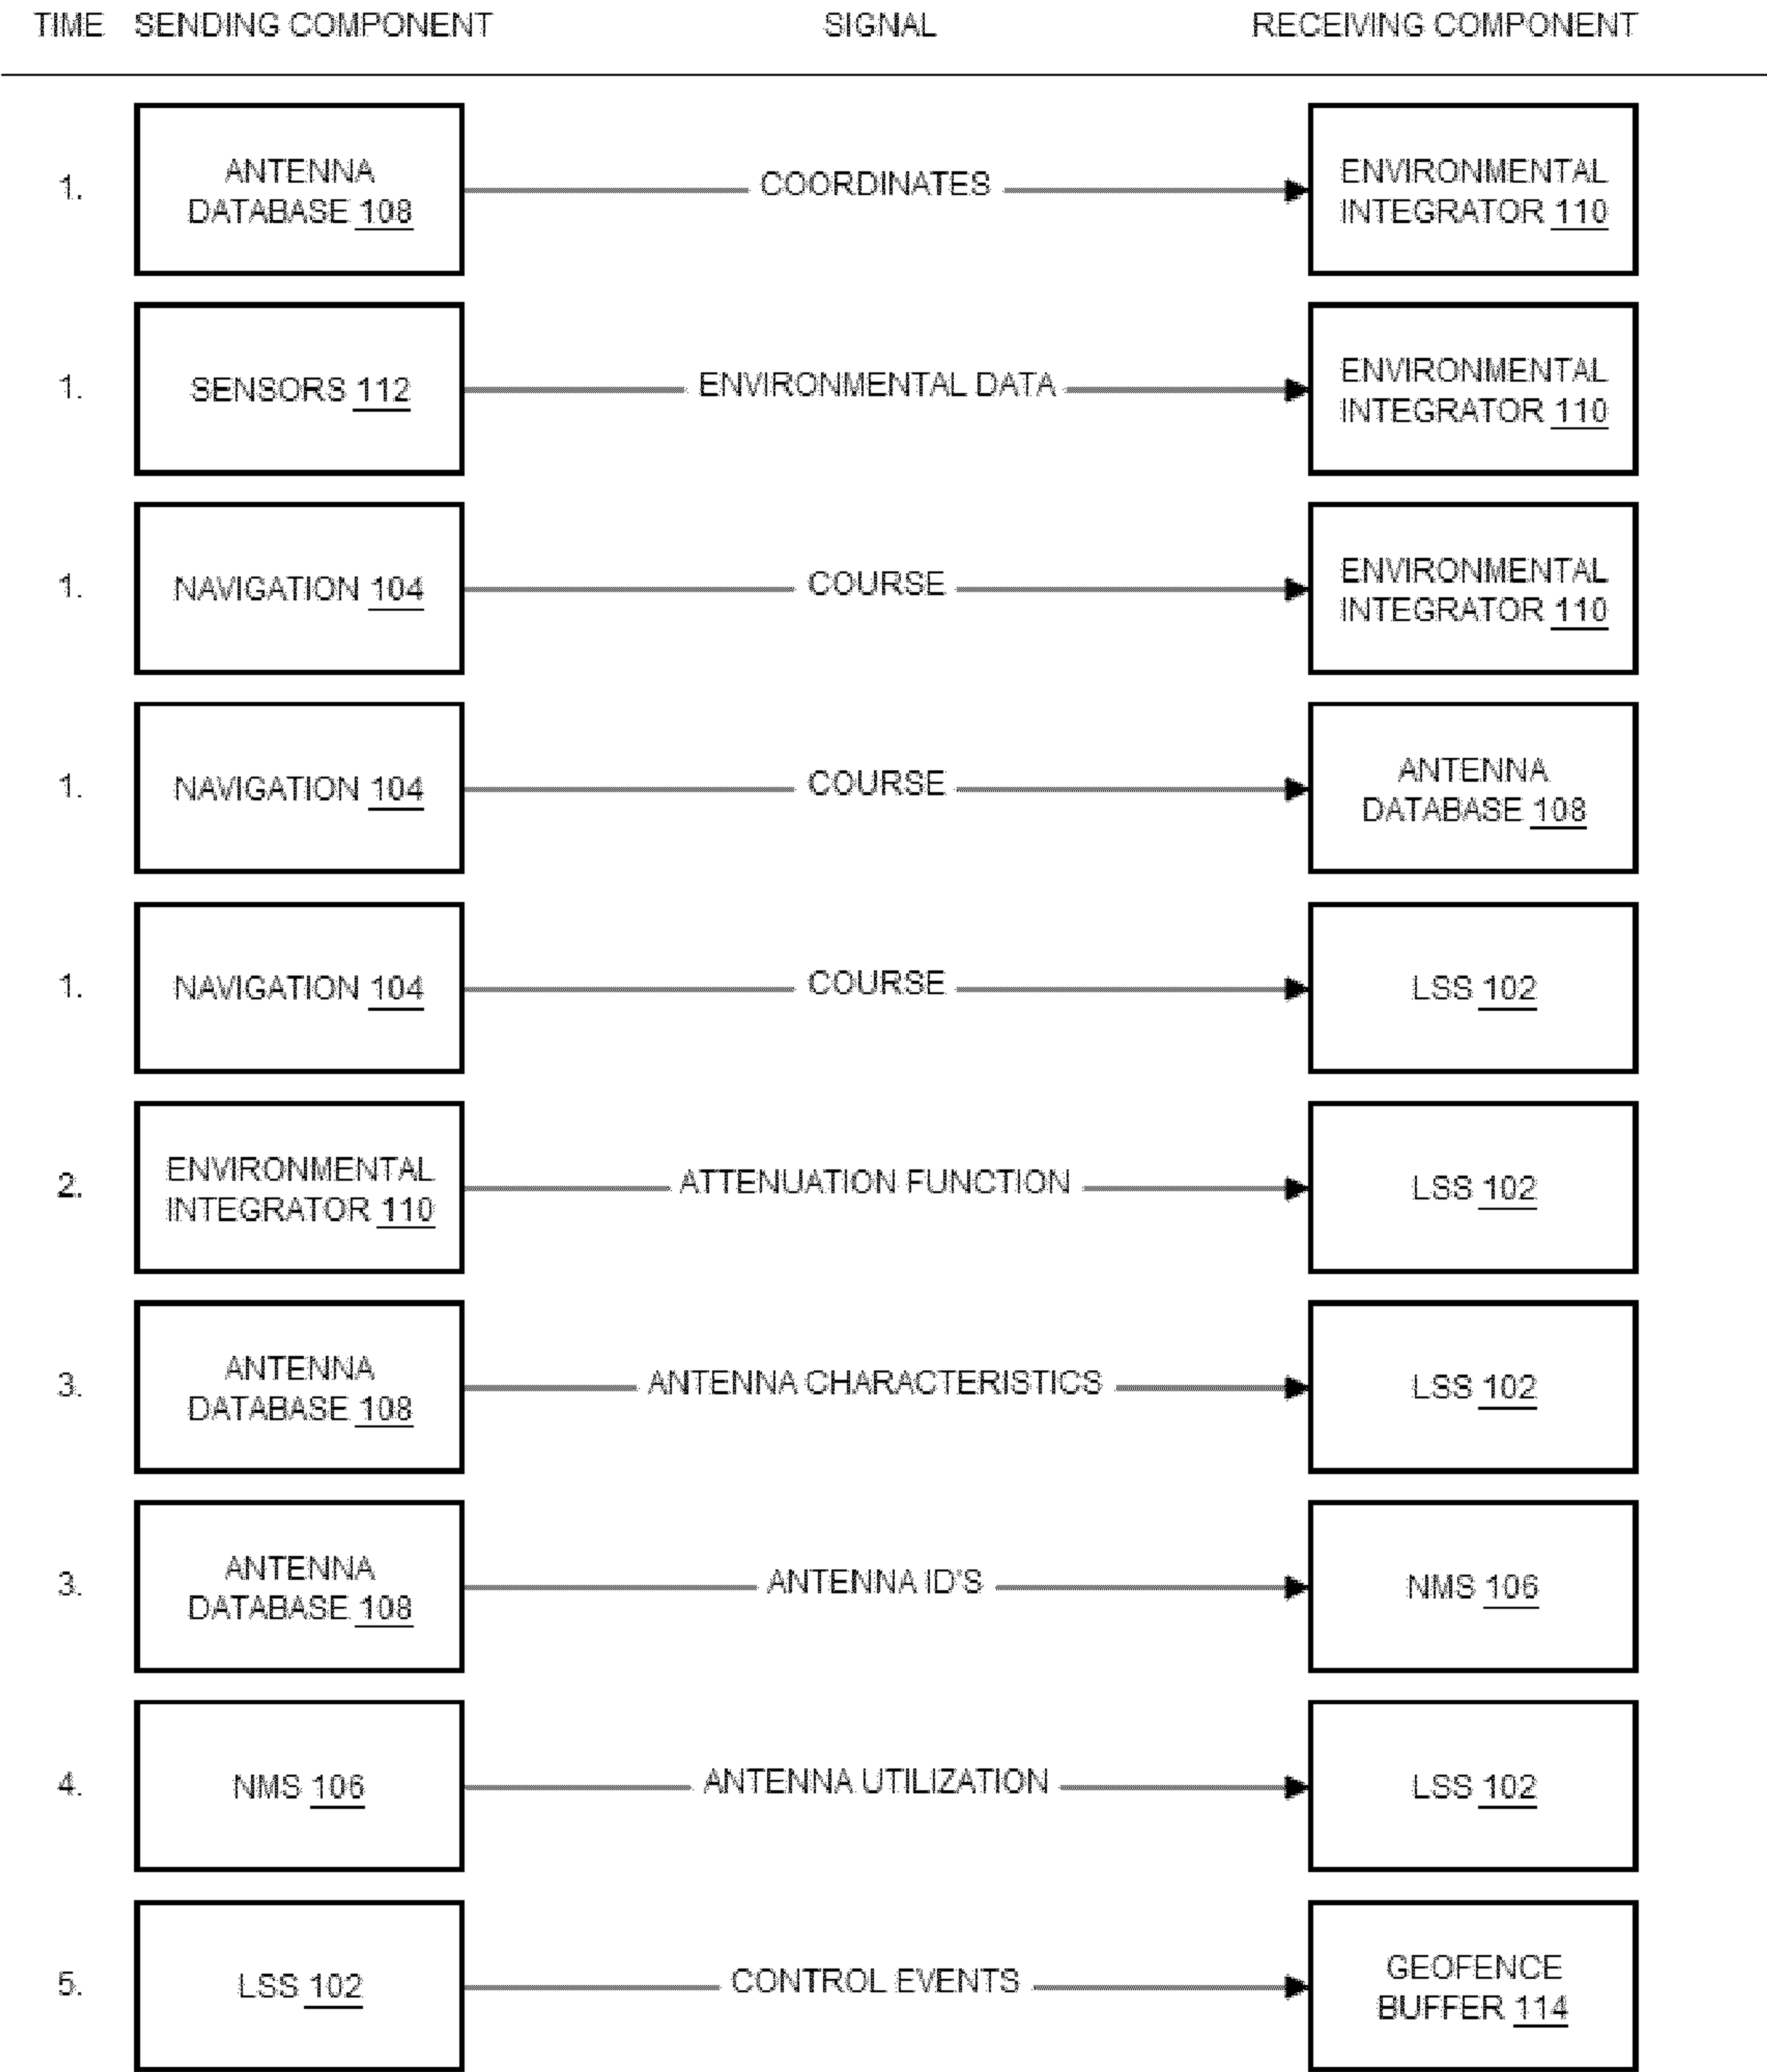 TIME SENDING COMPONENT SIGNAL RECEIVING COMPONENT
1. ANTENNA DATABASE 108 COORDINATES ENVIRONMENTAL INTEGRATOR 110
1. SENSORS 112 ENVIRONMENTAL DATA ENVIRONMENTAL INTEGRATOR 110
1. NAVIGATION 104 COURSE ENVIRONMENTAL INTEGRATOR 110
1. NAVIGATION 104 COURSE ANTENNA DATABASE 108
1. NAVIGATION 104 COURSE LSS 102
2. ENVIRONMENTAL INTEGRATOR 110 ATTENUATION FUNCTION LSS 102
3. ANTENNA DATABASE 108 ANTENNA CHARACTERISTICS LSS 102
3. ANTENNA DATABASE 108 ANTENNA ID'S NMS 106
4. NMS 106 ANTENNA UTILIZATION LSS 102
5. LSS 102 CONTROL EVENTS GEOFENCE BUFFER 114